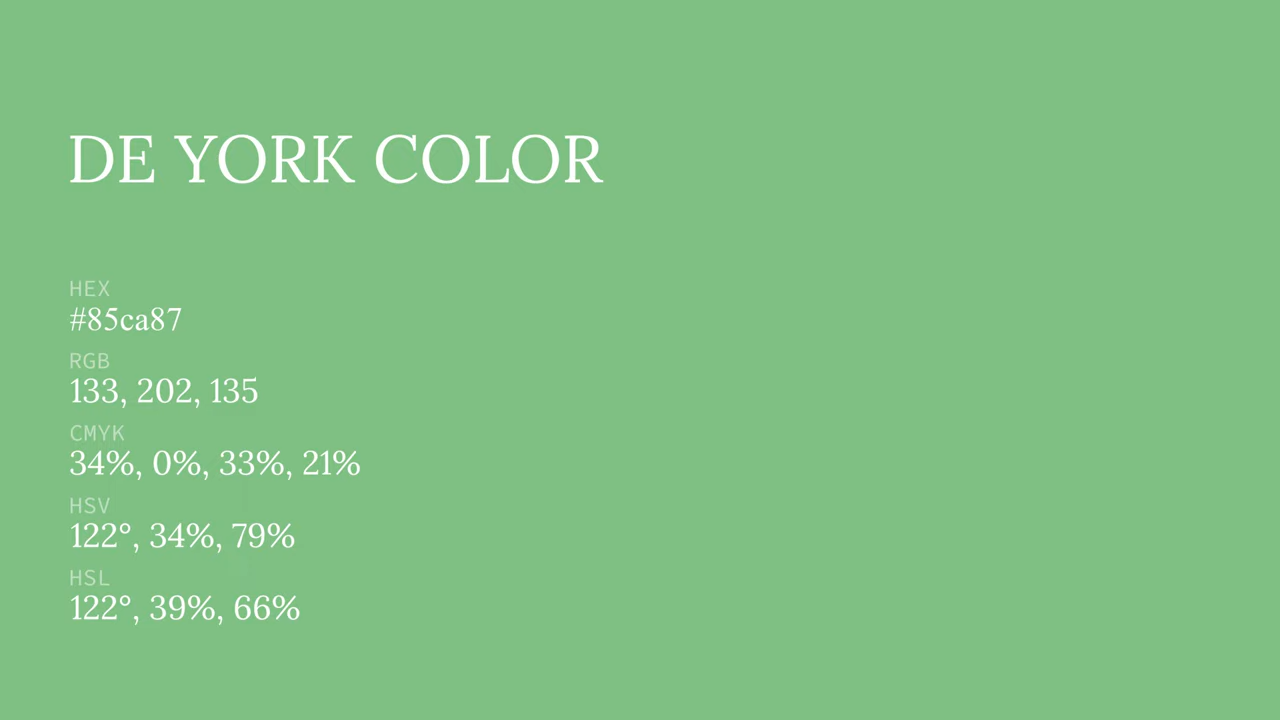 DE YORK COLOR
HEX
#85ca87
RGB
133, 202, 135
CMYK
34%, 0%, 33%, 21%
HSV
122°, 34%, 79%
HSL
122°, 39%, 66%